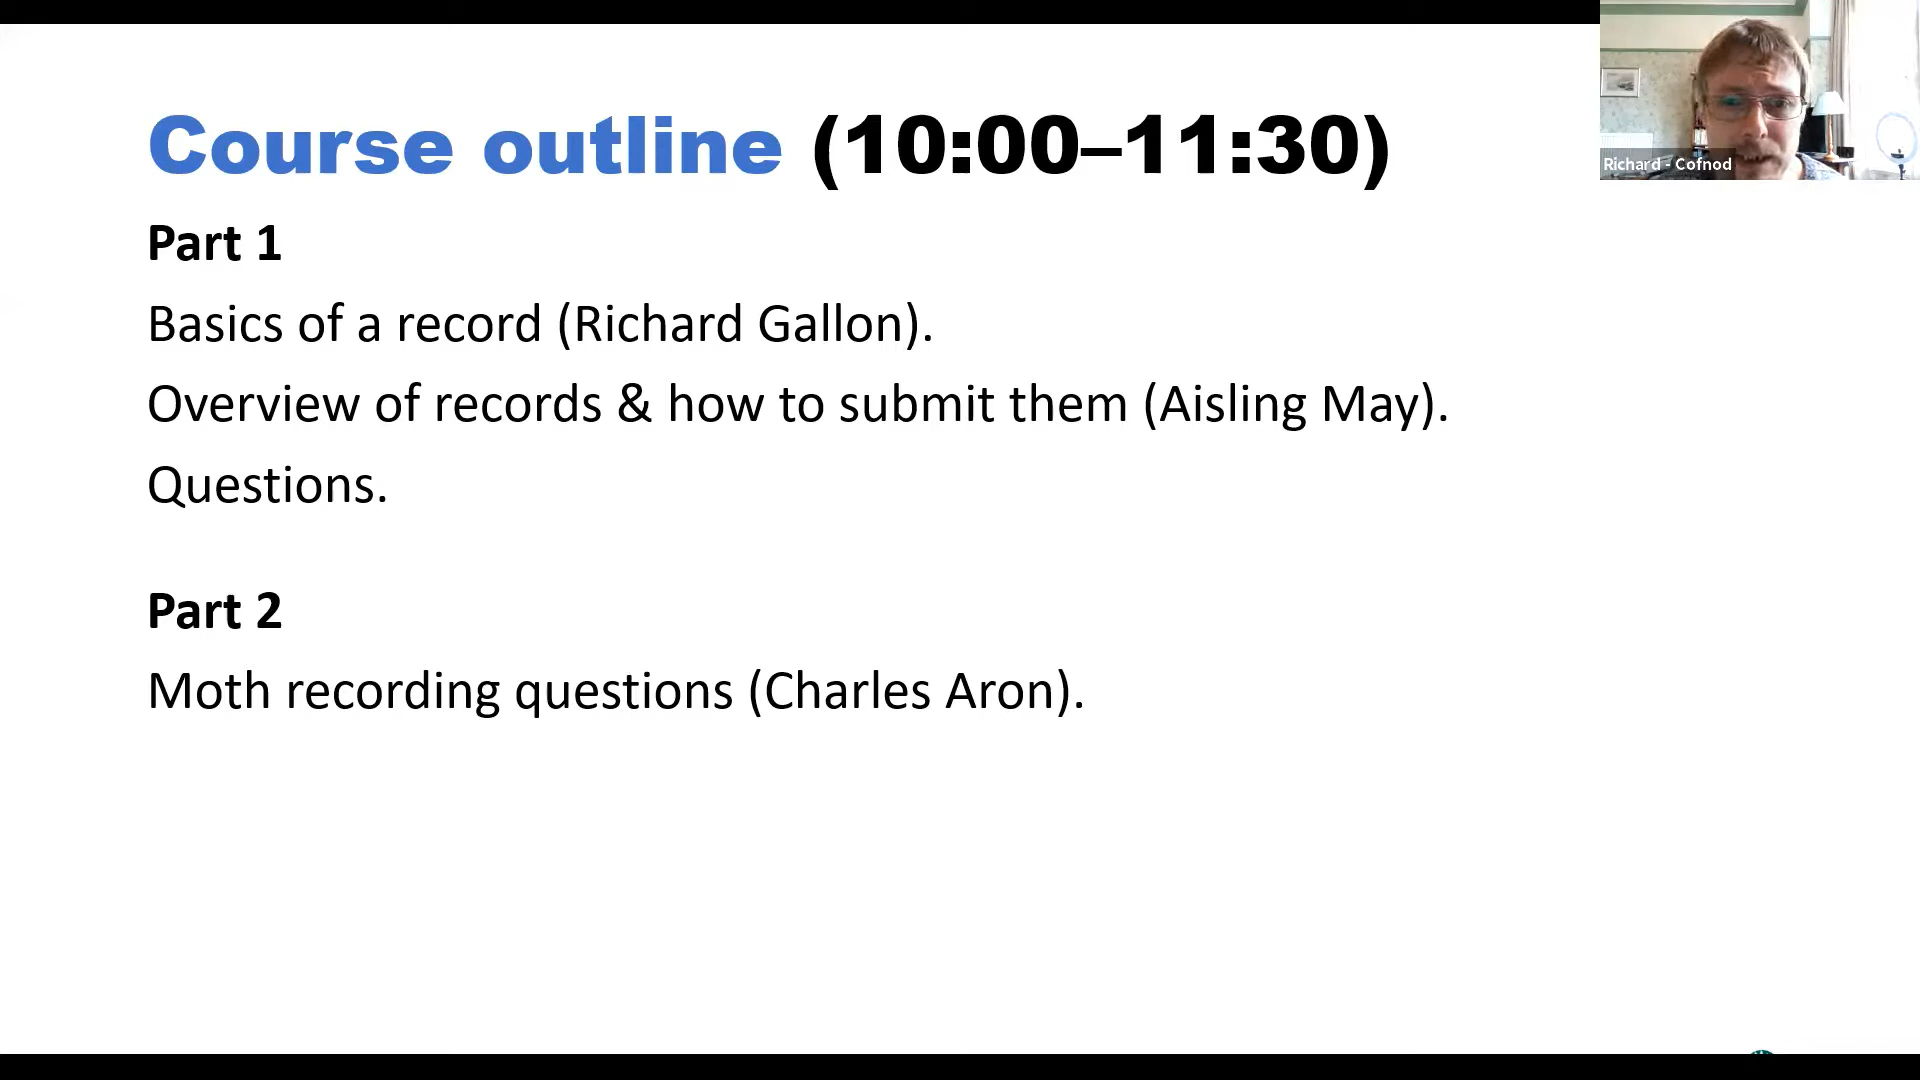 Course outline (10:00–11:30)
Richard - Cofnod
Part 1
Basics of a record (Richard Gallon).
Overview of records & how to submit them (Aisling May).
Questions.
Part 2
Moth recording questions (Charles Aron).